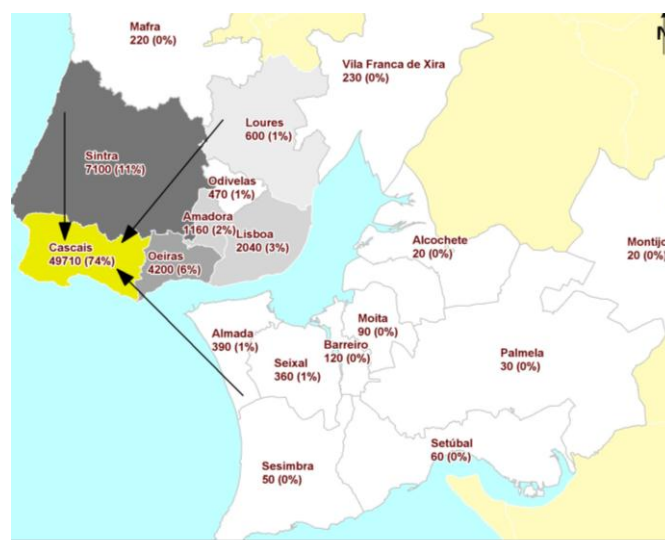 Mafra
220 (0%)
N
Vila Franca de Xira
230 (0%)
Loures
600 (1%)
Sintra
7100 (11%)
Odivelas
470 (1%)
Amadora
1160 (2%)
Lisboa
2040 (3%)
Cascais
49710 (74%)
Oeiras
4200 (6%)
Alcochete
20 (0%)
Montijo
20 (0%)
Almada
390 (1%)
Moita
90 (0%)
Barreiro
120 (0%)
Seixal
360 (1%)
Palmela
30 (0%)
Setúbal
60 (0%)
Sesimbra
50 (0%)